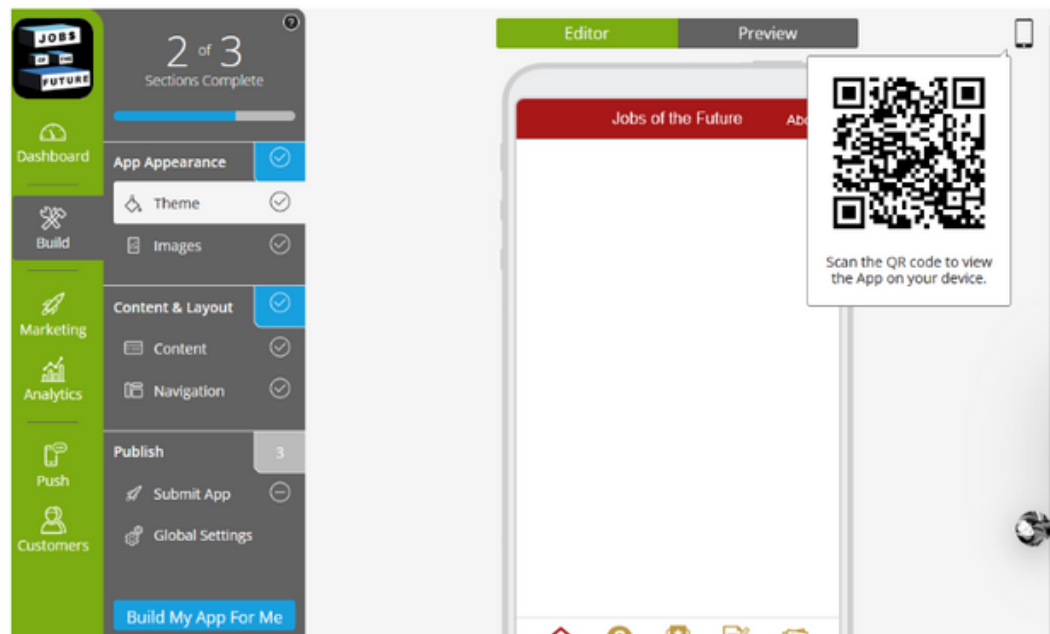 JOBS
OF THE
FUTURE
Dashboard
Build
Marketing
Analytics
Push
Customers
?
2 of 3
Sections Complete
App Appearance
Theme
Images
Content & Layout
Content
Navigation
Publish
3
Submit App
Global Settings
Build My App For Me
Editor
Preview
Jobs of the Future
Scan the QR code to view
the App on your device.